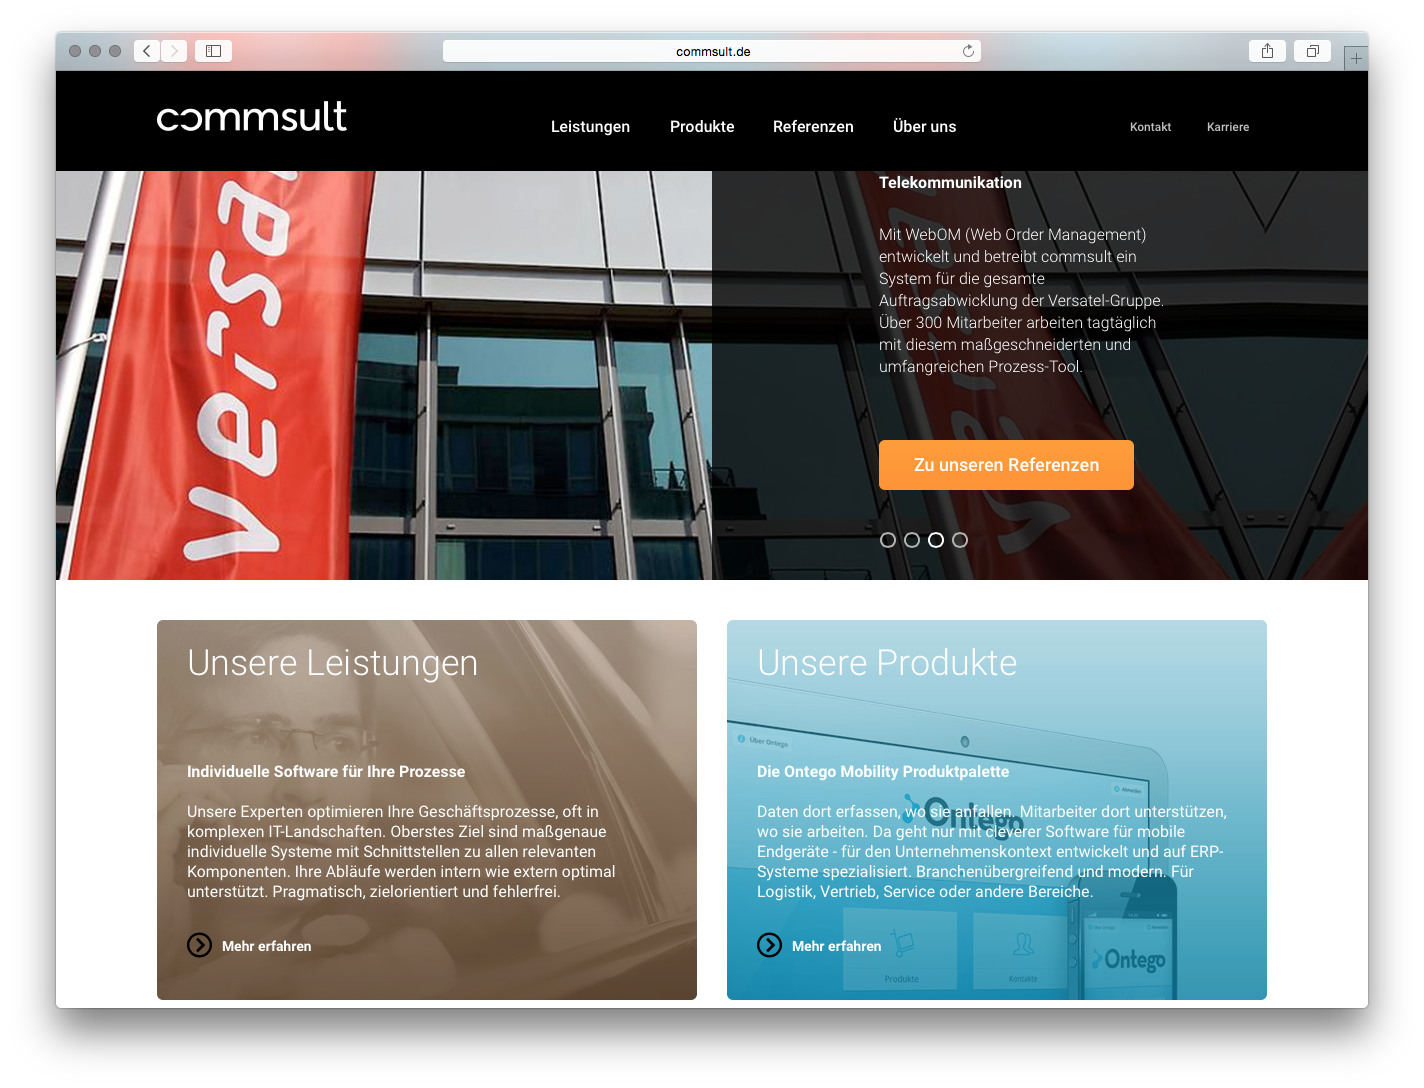 commsult.de
commsult
Leistungen
Produkte
Referenzen
Über uns
Kontakt
Karriere
versa
Telekommunikation
Mit WebOM (Web Order Management)
entwickelt und betreibt commsult ein
System für die gesamte
Auftragsabwicklung der Versatel-Gruppe.
Über 300 Mitarbeiter arbeiten tagtäglich
mit diesem maßgeschneiderten und
umfangreichen Prozess-Tool.
Zu unseren Referenzen
Unsere Leistungen
Individuelle Software für Ihre Prozesse
Unsere Experten optimieren Ihre Geschäftsprozesse, oft in
komplexen IT-Landschaften. Oberstes Ziel sind maßgenaue
individuelle Systeme mit Schnittstellen zu allen relevanten
Komponenten. Ihre Abläufe werden intern wie extern optimal
unterstützt. Pragmatisch, zielorientiert und fehlerfrei.
Mehr erfahren
Unsere Produkte
Über Ontego
Abmelden
Ontego
Die Ontego Mobility Produktpalette
Daten dort erfassen, wo sie anfallen. Mitarbeiter dort unterstützen,
wo sie arbeiten. Da geht nur mit cleverer Software für mobile
Endgeräte - für den Unternehmenskontext entwickelt und auf ERP-
Systeme spezialisiert. Branchenübergreifend und modern. Für
Logistik, Vertrieb, Service oder andere Bereiche.
Mehr erfahren
Produkte
Kontakte
Ontego